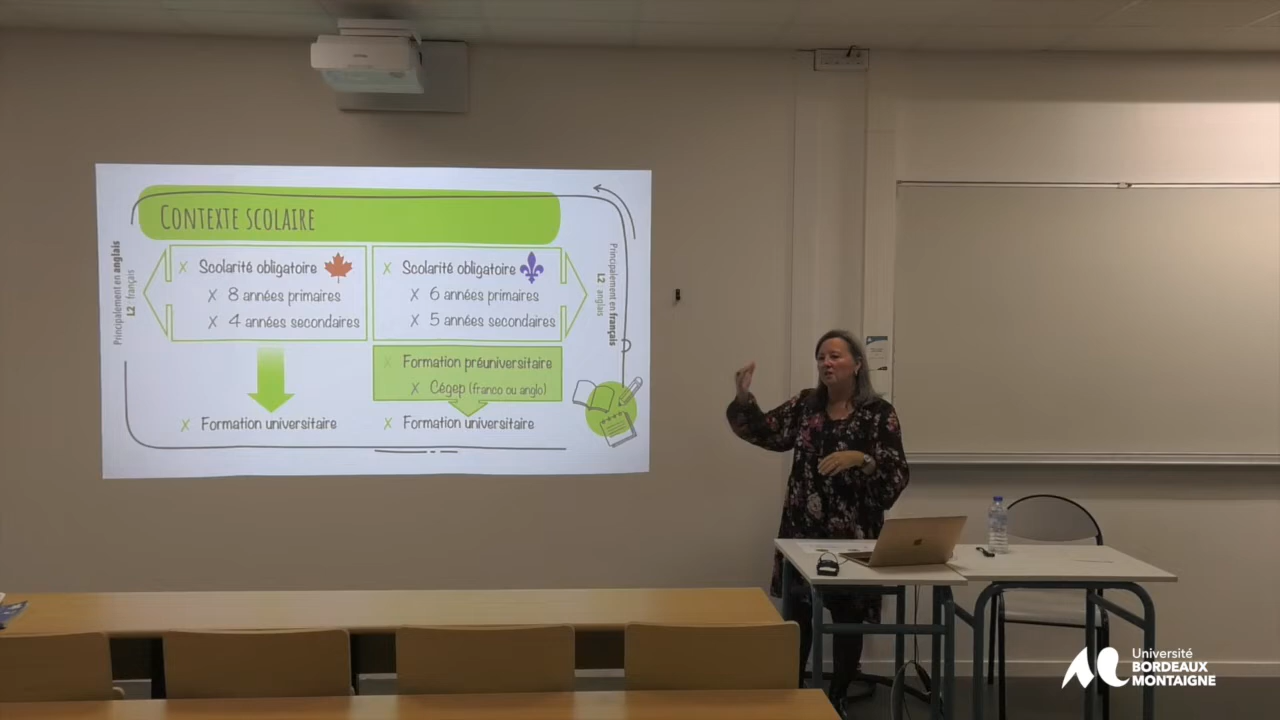 CONTEXTE SCOLAIRE
Principalement en anglais
L2 : français
X Scolarité obligatoire
X 8 années primaires
X 4 années secondaires
X Formation universitaire
X Scolarité obligatoire
X 6 années primaires
X 5 années secondaires
X Formation préuniversitaire
X Cégep (franco ou anglo)
X Formation universitaire
Principalement en français
L2 : anglais
Université
BORDEAUX
MONTAIGNE